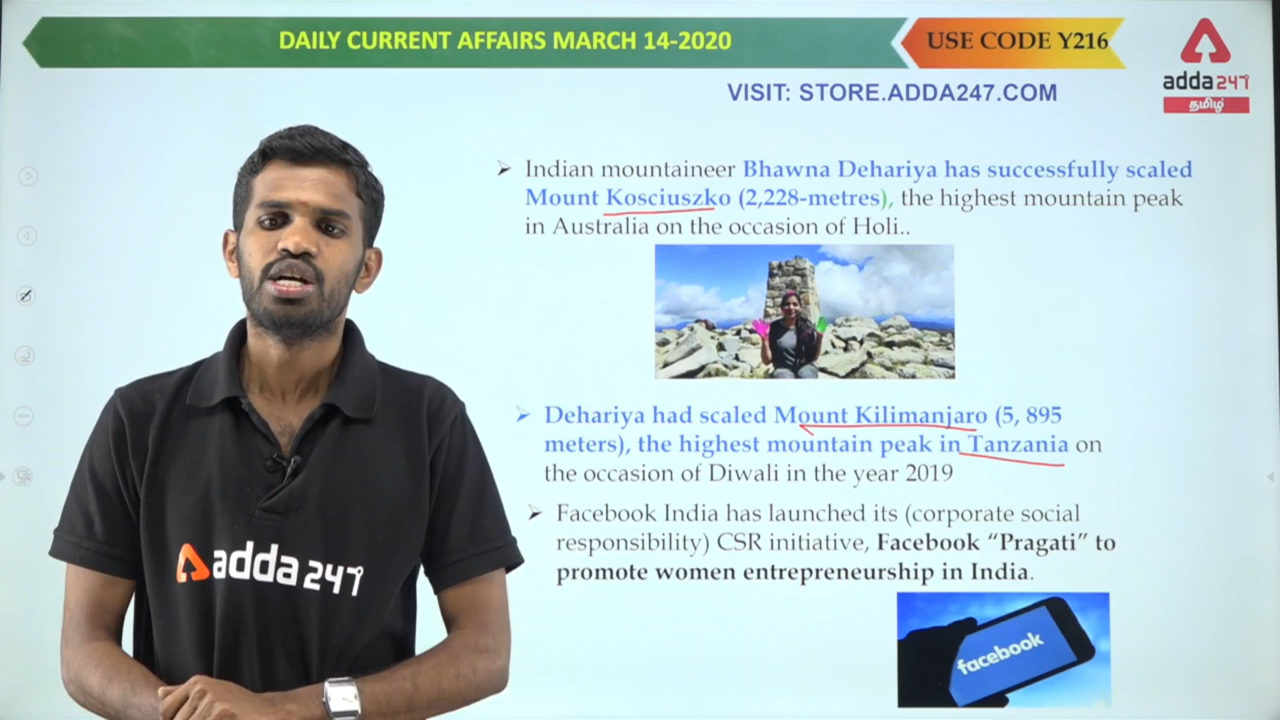 DAILY CURRENT AFFAIRS MARCH 14-2020
USE CODE Y216
adda247
தமிழ்
VISIT: STORE.ADDA247.COM
➢ Indian mountaineer Bhawna Dehariya has successfully scaled
Mount Kosciuszko (2,228-metres), the highest mountain peak
in Australia on the occasion of Holi..
➢ Dehariya had scaled Mount Kilimanjaro (5, 895
meters), the highest mountain peak in Tanzania on
the occasion of Diwali in the year 2019
➢ Facebook India has launched its (corporate social
responsibility) CSR initiative, Facebook “Pragati” to
promote women entrepreneurship in India.
facebook
adda247